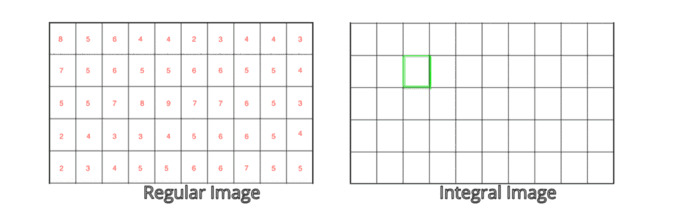 8 5 6 4 4 2 3 4 4 3
7 5 6 5 5 6 6 5 5 4
5 5 7 8 9 7 7 6 5 3
2 4 3 3 4 5 6 6 5 4
2 3 4 5 5 6 6 7 5 5
Regular Image
Integral Image